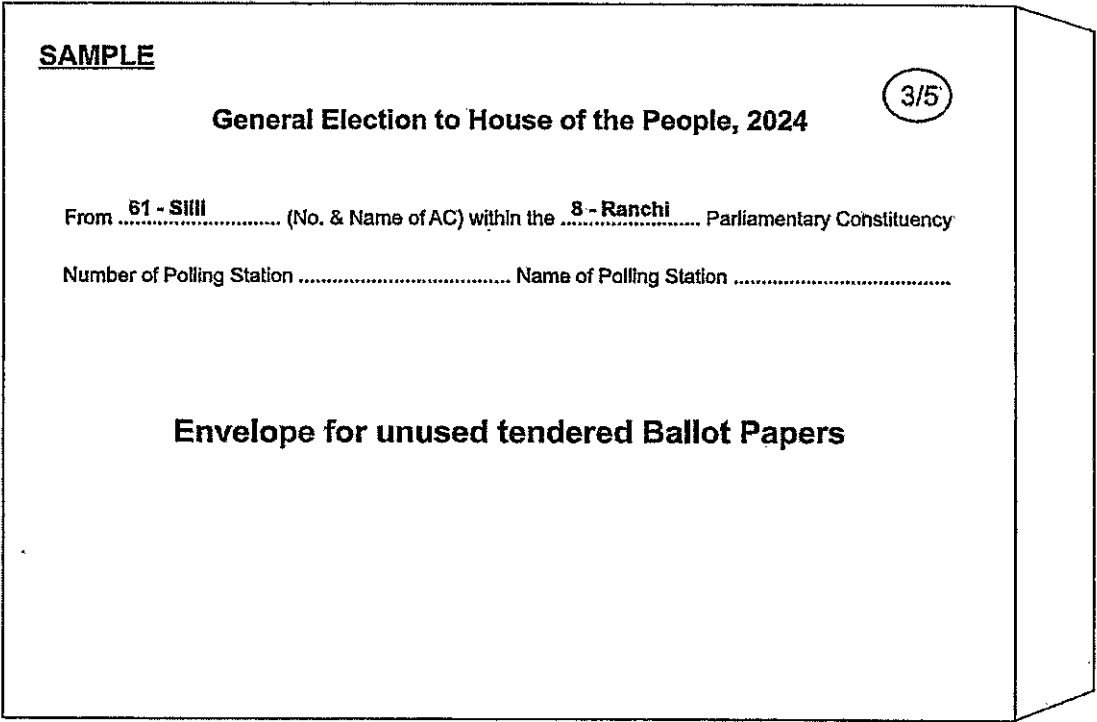 SAMPLE
3/5
General Election to House of the People, 2024
From ..61 - Silli.......... (No. & Name of AC) within the ..8 - Ranchi...... Parliamentary Constituency
Number of Polling Station ...................................... Name of Polling Station .......................................
Envelope for unused tendered Ballot Papers